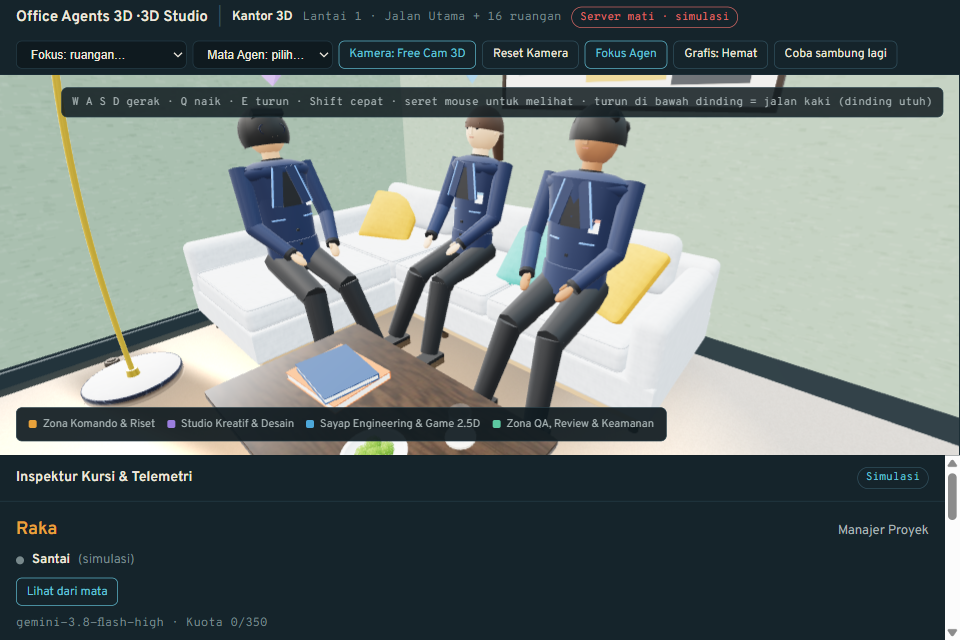 Office Agents 3D ·3D Studio
Kantor 3D
Lantai 1 · Jalan Utama + 16 ruangan
Server mati · simulasi
Fokus: ruangan...
Mata Agen: pilih...
Kamera: Free Cam 3D
Reset Kamera
Fokus Agen
Grafis: Hemat
Coba sambung lagi
W A S D gerak · Q naik · E turun · Shift cepat · seret mouse untuk melihat · turun di bawah dinding = jalan kaki (dinding utuh)
Zona Komando & Riset
Studio Kreatif & Desain
Sayap Engineering & Game 2.5D
Zona QA, Review & Keamanan
Inspektur Kursi & Telemetri
Simulasi
Raka
Manajer Proyek
Santai (simulasi)
Lihat dari mata
gemini-3.8-flash-high · Kuota 0/350